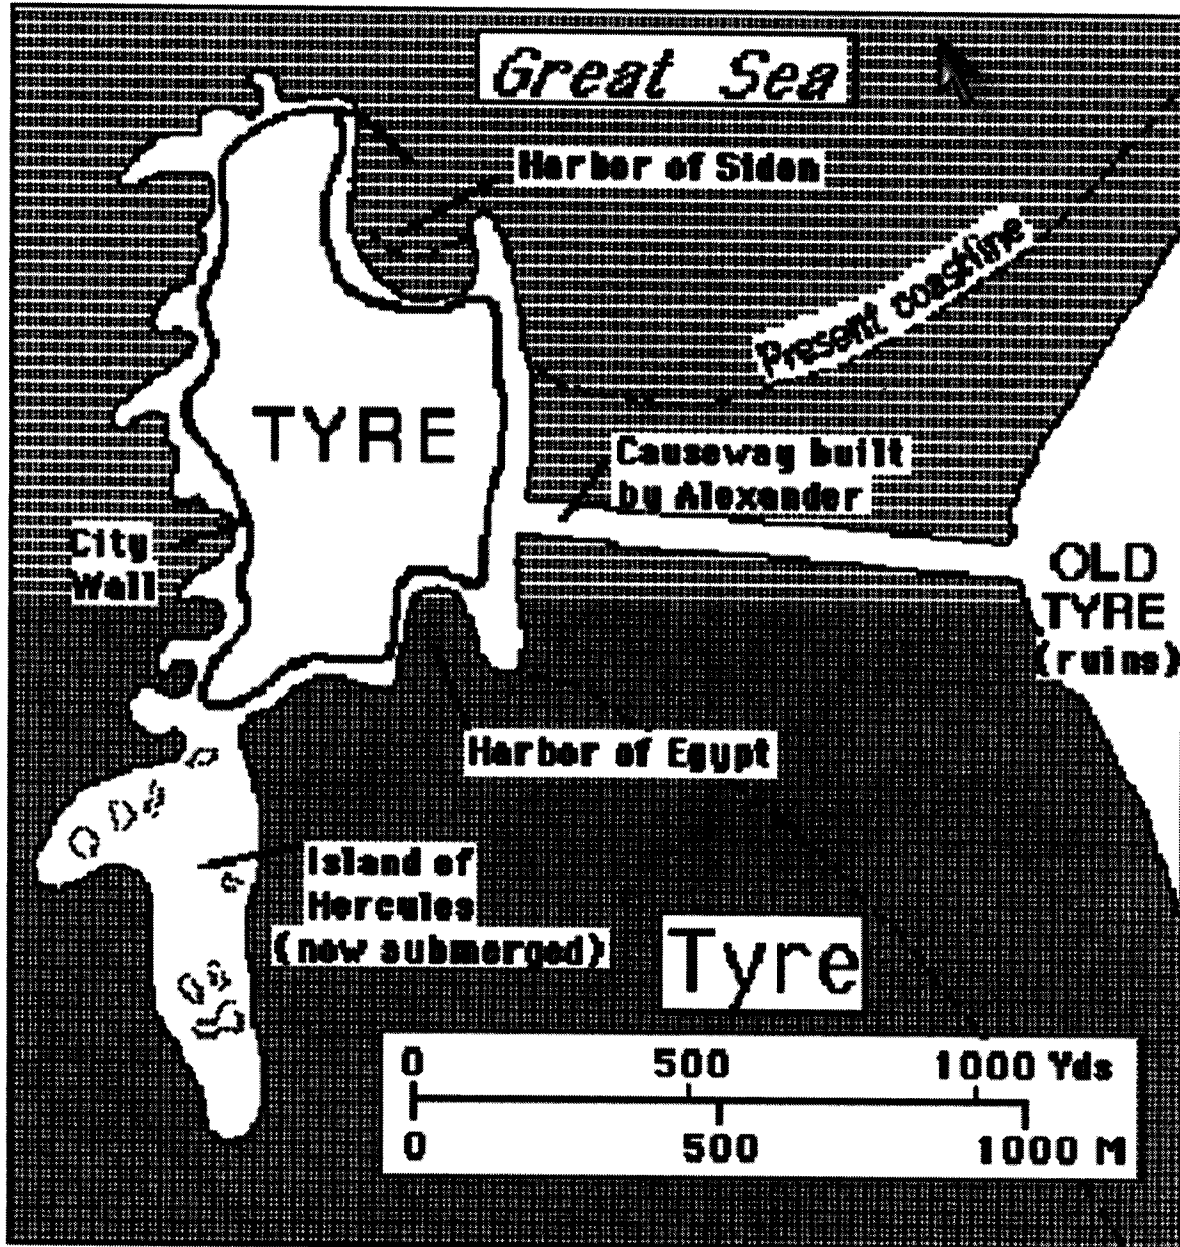 Great Sea
Harbor of Sidon
Present coastline
TYRE
Causeway built
by Alexander
City
Wall
OLD
TYRE
(ruins)
Harbor of Egypt
Island of
Hercules
(now submerged)
Tyre
0 500 1000 Yds
0 500 1000 M